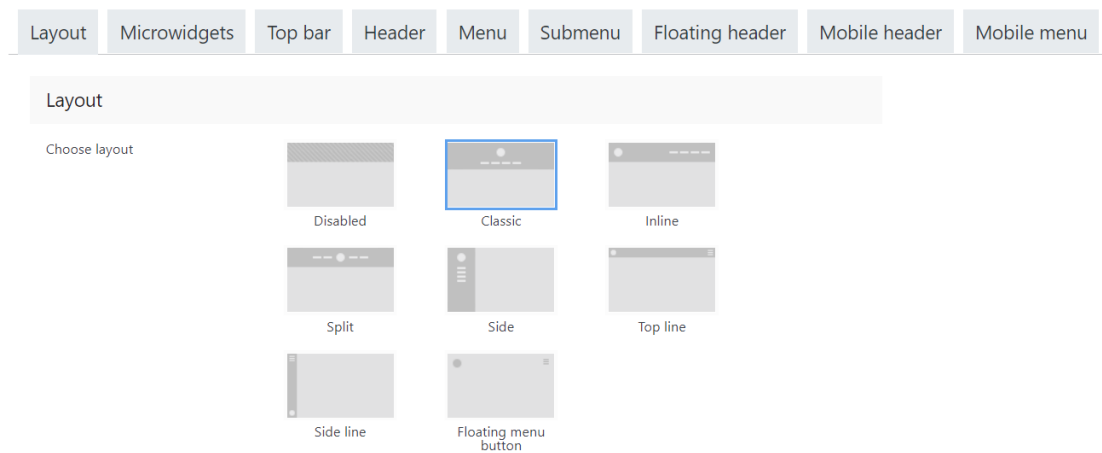 Layout Microwidgets Top bar Header Menu Submenu Floating header Mobile header Mobile menu
Layout
Choose layout
Disabled Classic Inline
Split Side Top line
Side line Floating menu
button